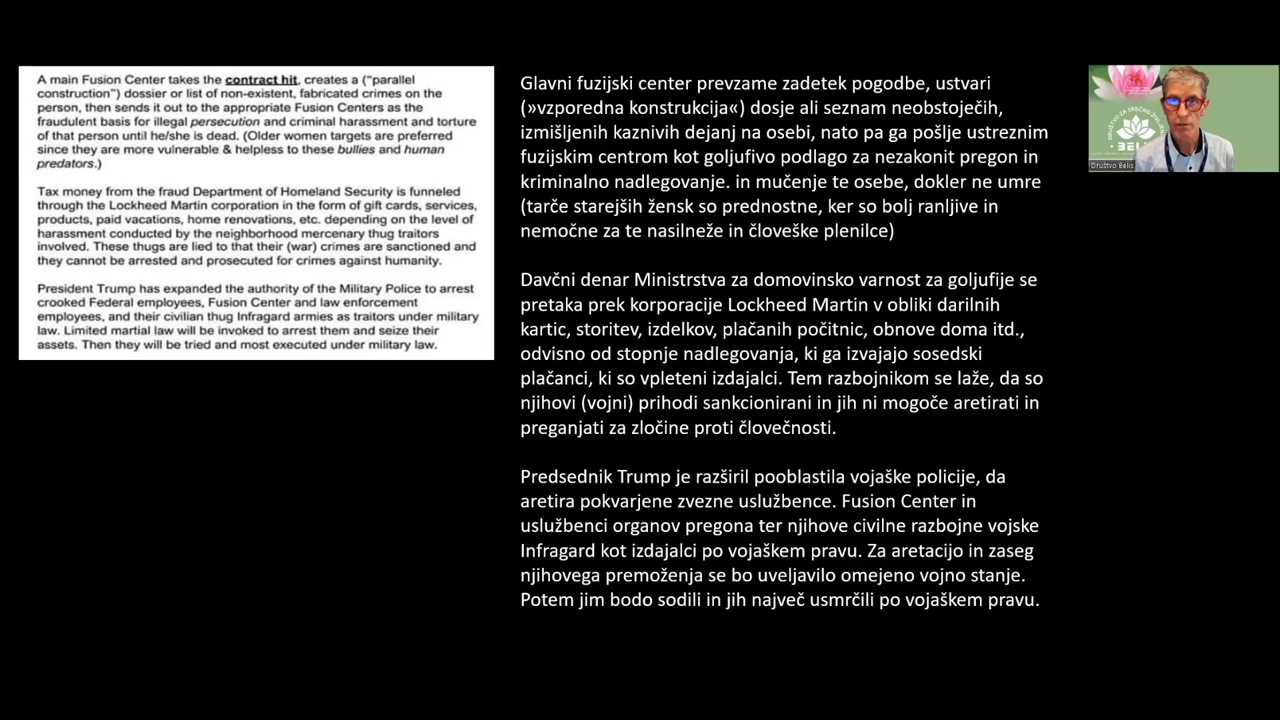 A main Fusion Center takes the contract hit, creates a ("parallel
construction") dossier or list of non-existent, fabricated crimes on the
person, then sends it out to the appropriate Fusion Centers as the
fraudulent basis for illegal persecution and criminal harassment and torture
of that person until he/she is dead. (Older women targets are preferred
since they are more vulnerable & helpless to these bullies and human
predators.)
Tax money from the fraud Department of Homeland Security is funneled
through the Lockheed Martin corporation in the form of gift cards, services,
products, paid vacations, home renovations, etc. depending on the level of
harassment conducted by the neighborhood mercenary thug traitors
involved. These thugs are lied to that their (war) crimes are sanctioned and
they cannot be arrested and prosecuted for crimes against humanity.
President Trump has expanded the authority of the Military Police to arrest
crooked Federal employees, Fusion Center and law enforcement
employees, and their civilian thug Infragard armies as traitors under military
law. Limited martial law will be invoked to arrest them and seize their
assets. Then they will be tried and most executed under military law.
Glavni fuzijski center prevzame zadetek pogodbe, ustvari
(»vzporedna konstrukcija«) dosje ali seznam neobstoječih,
izmišljenih kaznivih dejanj na osebi, nato pa ga pošlje ustreznim
fuzijskim centrom kot goljufivo podlago za nezakonit pregon in
kriminalno nadlegovanje. in mučenje te osebe, dokler ne umre
(tarče starejših žensk so prednostne, ker so bolj ranljive in
nemočne za te nasilneže in človeške plenilce)
Davčni denar Ministrstva za domovinsko varnost za goljufije se
pretaka prek korporacije Lockheed Martin v obliki darilnih
kartic, storitev, izdelkov, plačanih počitnic, obnove doma itd.,
odvisno od stopnje nadlegovanja, ki ga izvajajo sosedski
plačanci, ki so vpleteni izdajalci. Tem razbojnikom se laže, da so
njihovi (vojni) prihodi sankcionirani in jih ni mogoče aretirati in
preganjati za zločine proti človečnosti.
Predsednik Trump je razširil pooblastila vojaške policije, da
aretira pokvarjene zvezne uslužbence. Fusion Center in
uslužbenci organov pregona ter njihove civilne razbojne vojske
Infragard kot izdajalci po vojaškem pravu. Za aretacijo in zaseg
njihovega premoženja se bo uveljavilo omejeno vojno stanje.
Potem jim bodo sodili in jih največ usmrčili po vojaškem pravu.
Društvo Belis